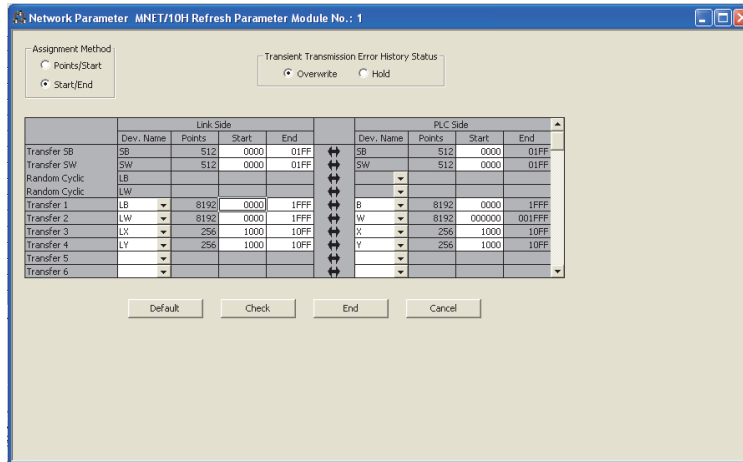 Network Parameter MNET/10H Refresh Parameter Module No.: 1
Assignment Method
Points/Start
Start/End
Transient Transmission Error History Status
Overwrite Hold
Link Side PLC Side
Dev. Name Points Start End Dev. Name Points Start End
Transfer SB SB 512 0000 01FF SB 512 0000 01FF
Transfer SW SW 512 0000 01FF SW 512 0000 01FF
Random Cyclic LB
Random Cyclic LW
Transfer 1 LB 8192 0000 1FFF B 8192 0000 1FFF
Transfer 2 LW 8192 0000 1FFF W 8192 000000 001FFF
Transfer 3 LX 256 1000 10FF X 256 1000 10FF
Transfer 4 LY 256 1000 10FF Y 256 1000 10FF
Transfer 5
Transfer 6
Default Check End Cancel